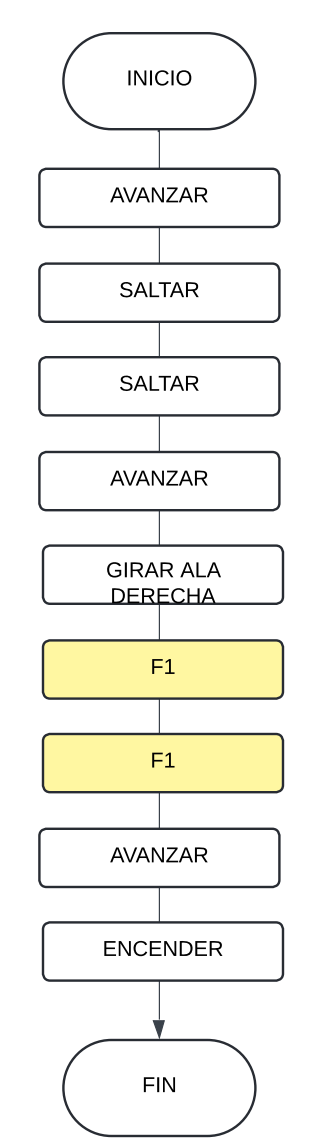 INICIO
AVANZAR
SALTAR
SALTAR
AVANZAR
GIRAR ALA
DERECHA
F1
F1
AVANZAR
ENCENDER
FIN